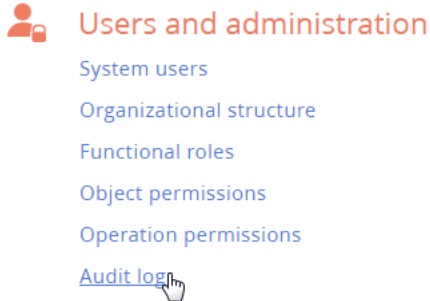 Users and administration
System users
Organizational structure
Functional roles
Object permissions
Operation permissions
Audit log